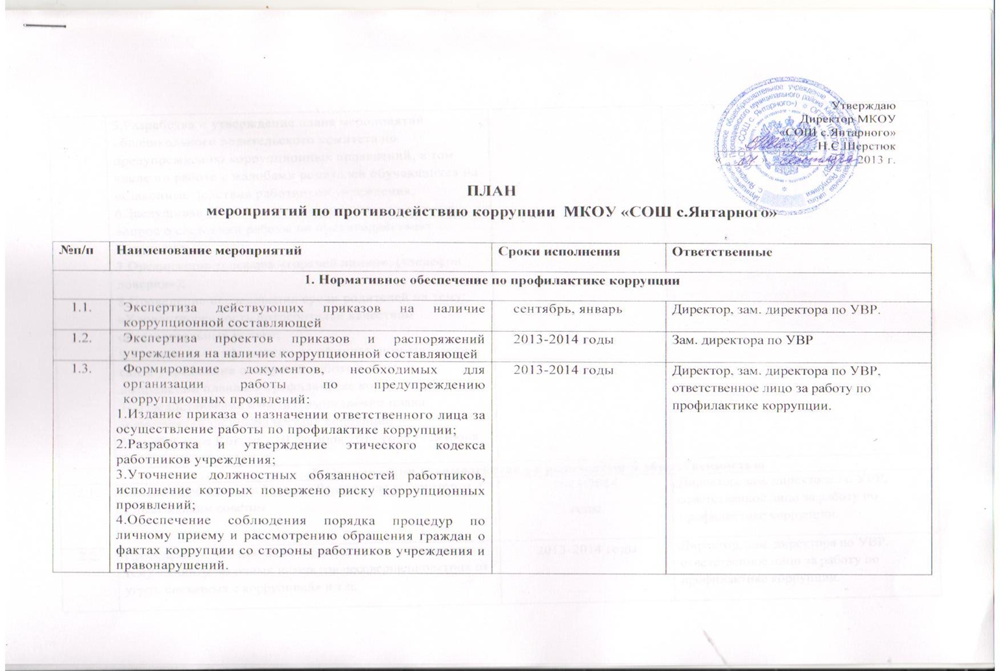 Утверждаю
Директор МКОУ
«СОШ с.Янтарного»
Н.С.Шерстюк
2013 г.
ПЛАН
мероприятий по противодействию коррупции МКОУ «СОШ с.Янтарного»
№п/п Наименование мероприятий Сроки исполнения Ответственные
1. Нормативное обеспечение по профилактике коррупции
1.1. Экспертиза действующих приказов на наличие сентябрь, январь Директор, зам. директора по УВР.
коррупционной составляющей
1.2. Экспертиза проектов приказов и распоряжений 2013-2014 годы Зам. директора по УВР
учреждения на наличие коррупционной составляющей
1.3. Формирование документов, необходимых для 2013-2014 годы Директор, зам. директора по УВР,
организации работы по предупреждению ответственное лицо за работу по
коррупционных проявлений: профилактике коррупции.
1.Издание приказа о назначении ответственного лица за
осуществление работы по профилактике коррупции;
2.Разработка и утверждение этического кодекса
работников учреждения;
3.Уточнение должностных обязанностей работников,
исполнение которых повержено риску коррупционных
проявлений;
4.Обеспечение соблюдения порядка процедур по
личному приему и рассмотрению обращения граждан о
фактах коррупции со стороны работников учреждения и
правонарушений.